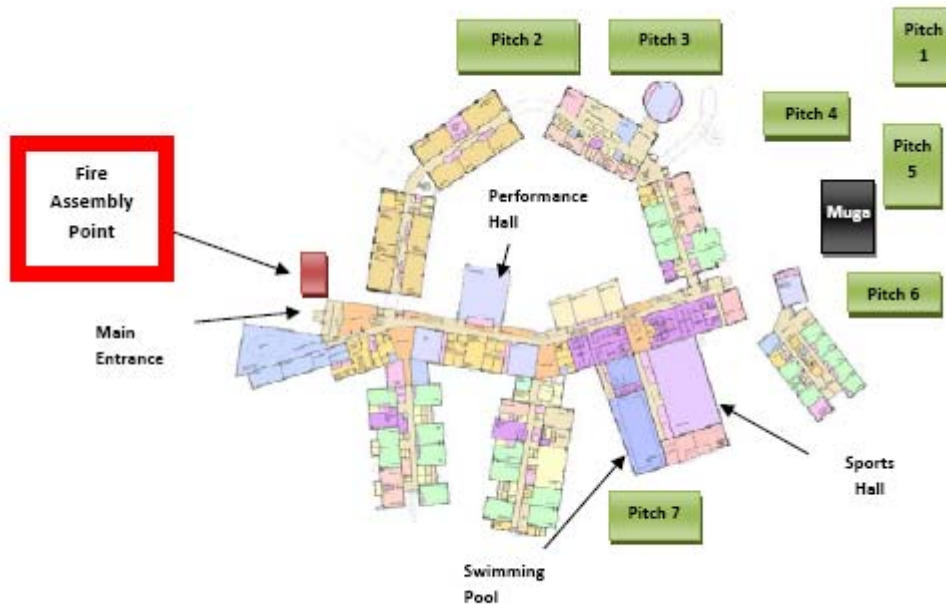 Pitch 2
Pitch 3
Pitch
1
Pitch 4
Pitch
5
Fire
Assembly
Point
Performance
Hall
Muga
Pitch 6
Main
Entrance
Sports
Hall
Pitch 7
Swimming
Pool